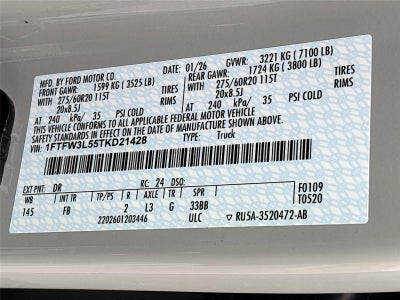 MFD. BY FORD MOTOR CO.
DATE: 01/26 GVWR: 3221 KG (7100 LB)
FRONT GAWR: 1599 KG (3525 LB) REAR GAWR: 1724 KG (3800 LB)
WITH 275/60R20 115T WITH 275/60R20 115T
TIRES 20x8.5J TIRES 20x8.5J
RIMS RIMS
AT 240 kPa/ 35 PSI COLD AT 240 kPa/ 35 PSI COLD
THIS VEHICLE CONFORMS TO ALL APPLICABLE FEDERAL MOTOR VEHICLE
SAFETY STANDARDS IN EFFECT ON THE DATE OF MANUFACTURE SHOWN ABOVE.
VIN: 1FTFW3L55TKD21428 TYPE: Truck
EXT PNT: DR RC: 24 DSO: F0109
WB INT TR TP/PS R AXLE TR SPR T0520
145 FB 2 L3 G 33BB
2202601203446 ULC RU5A-3520472-AB